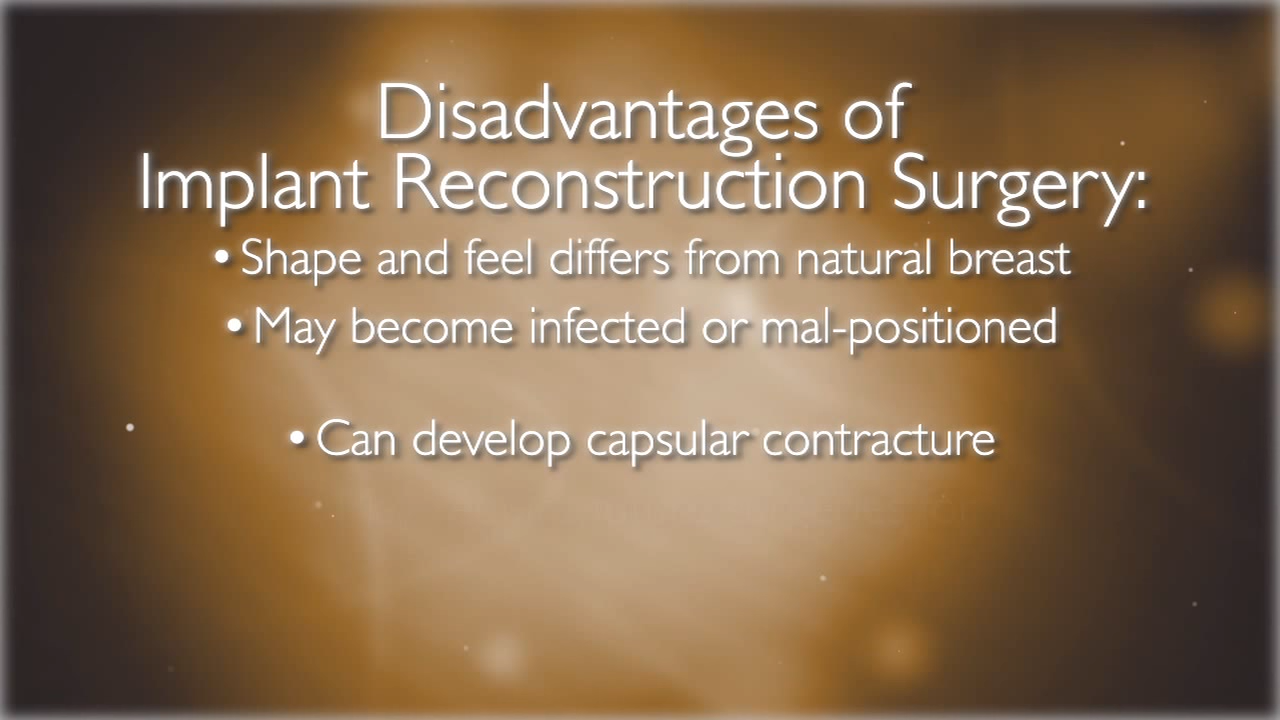 Disadvantages of
Implant Reconstruction Surgery:
• Shape and feel differs from natural breast
• May become infected or mal-positioned
• Can develop capsular contracture